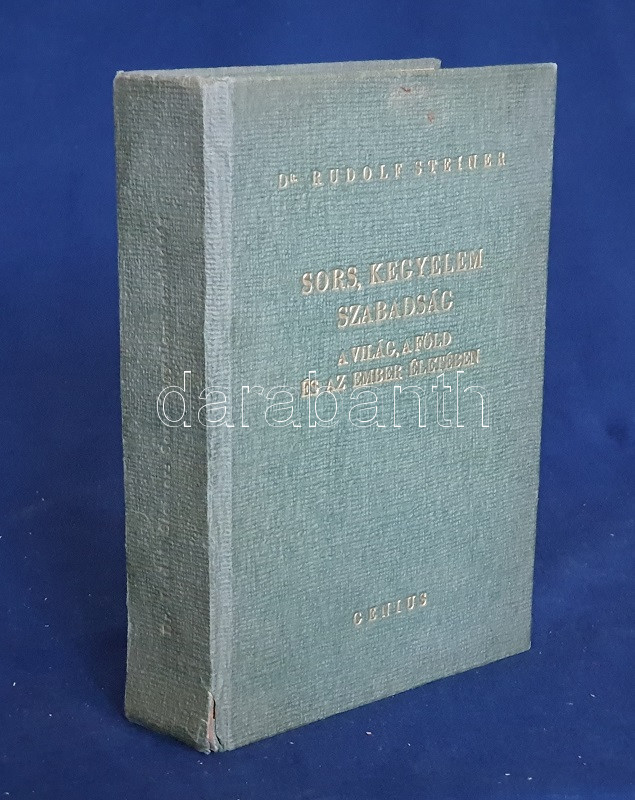 Dr RUDOLF STEINER
SORS, KEGYELEM
SZABADSÁG
A VILÁG, A FÖLD
ÉS AZ EMBER ÉLETÉBEN
darabanth
GENIUS